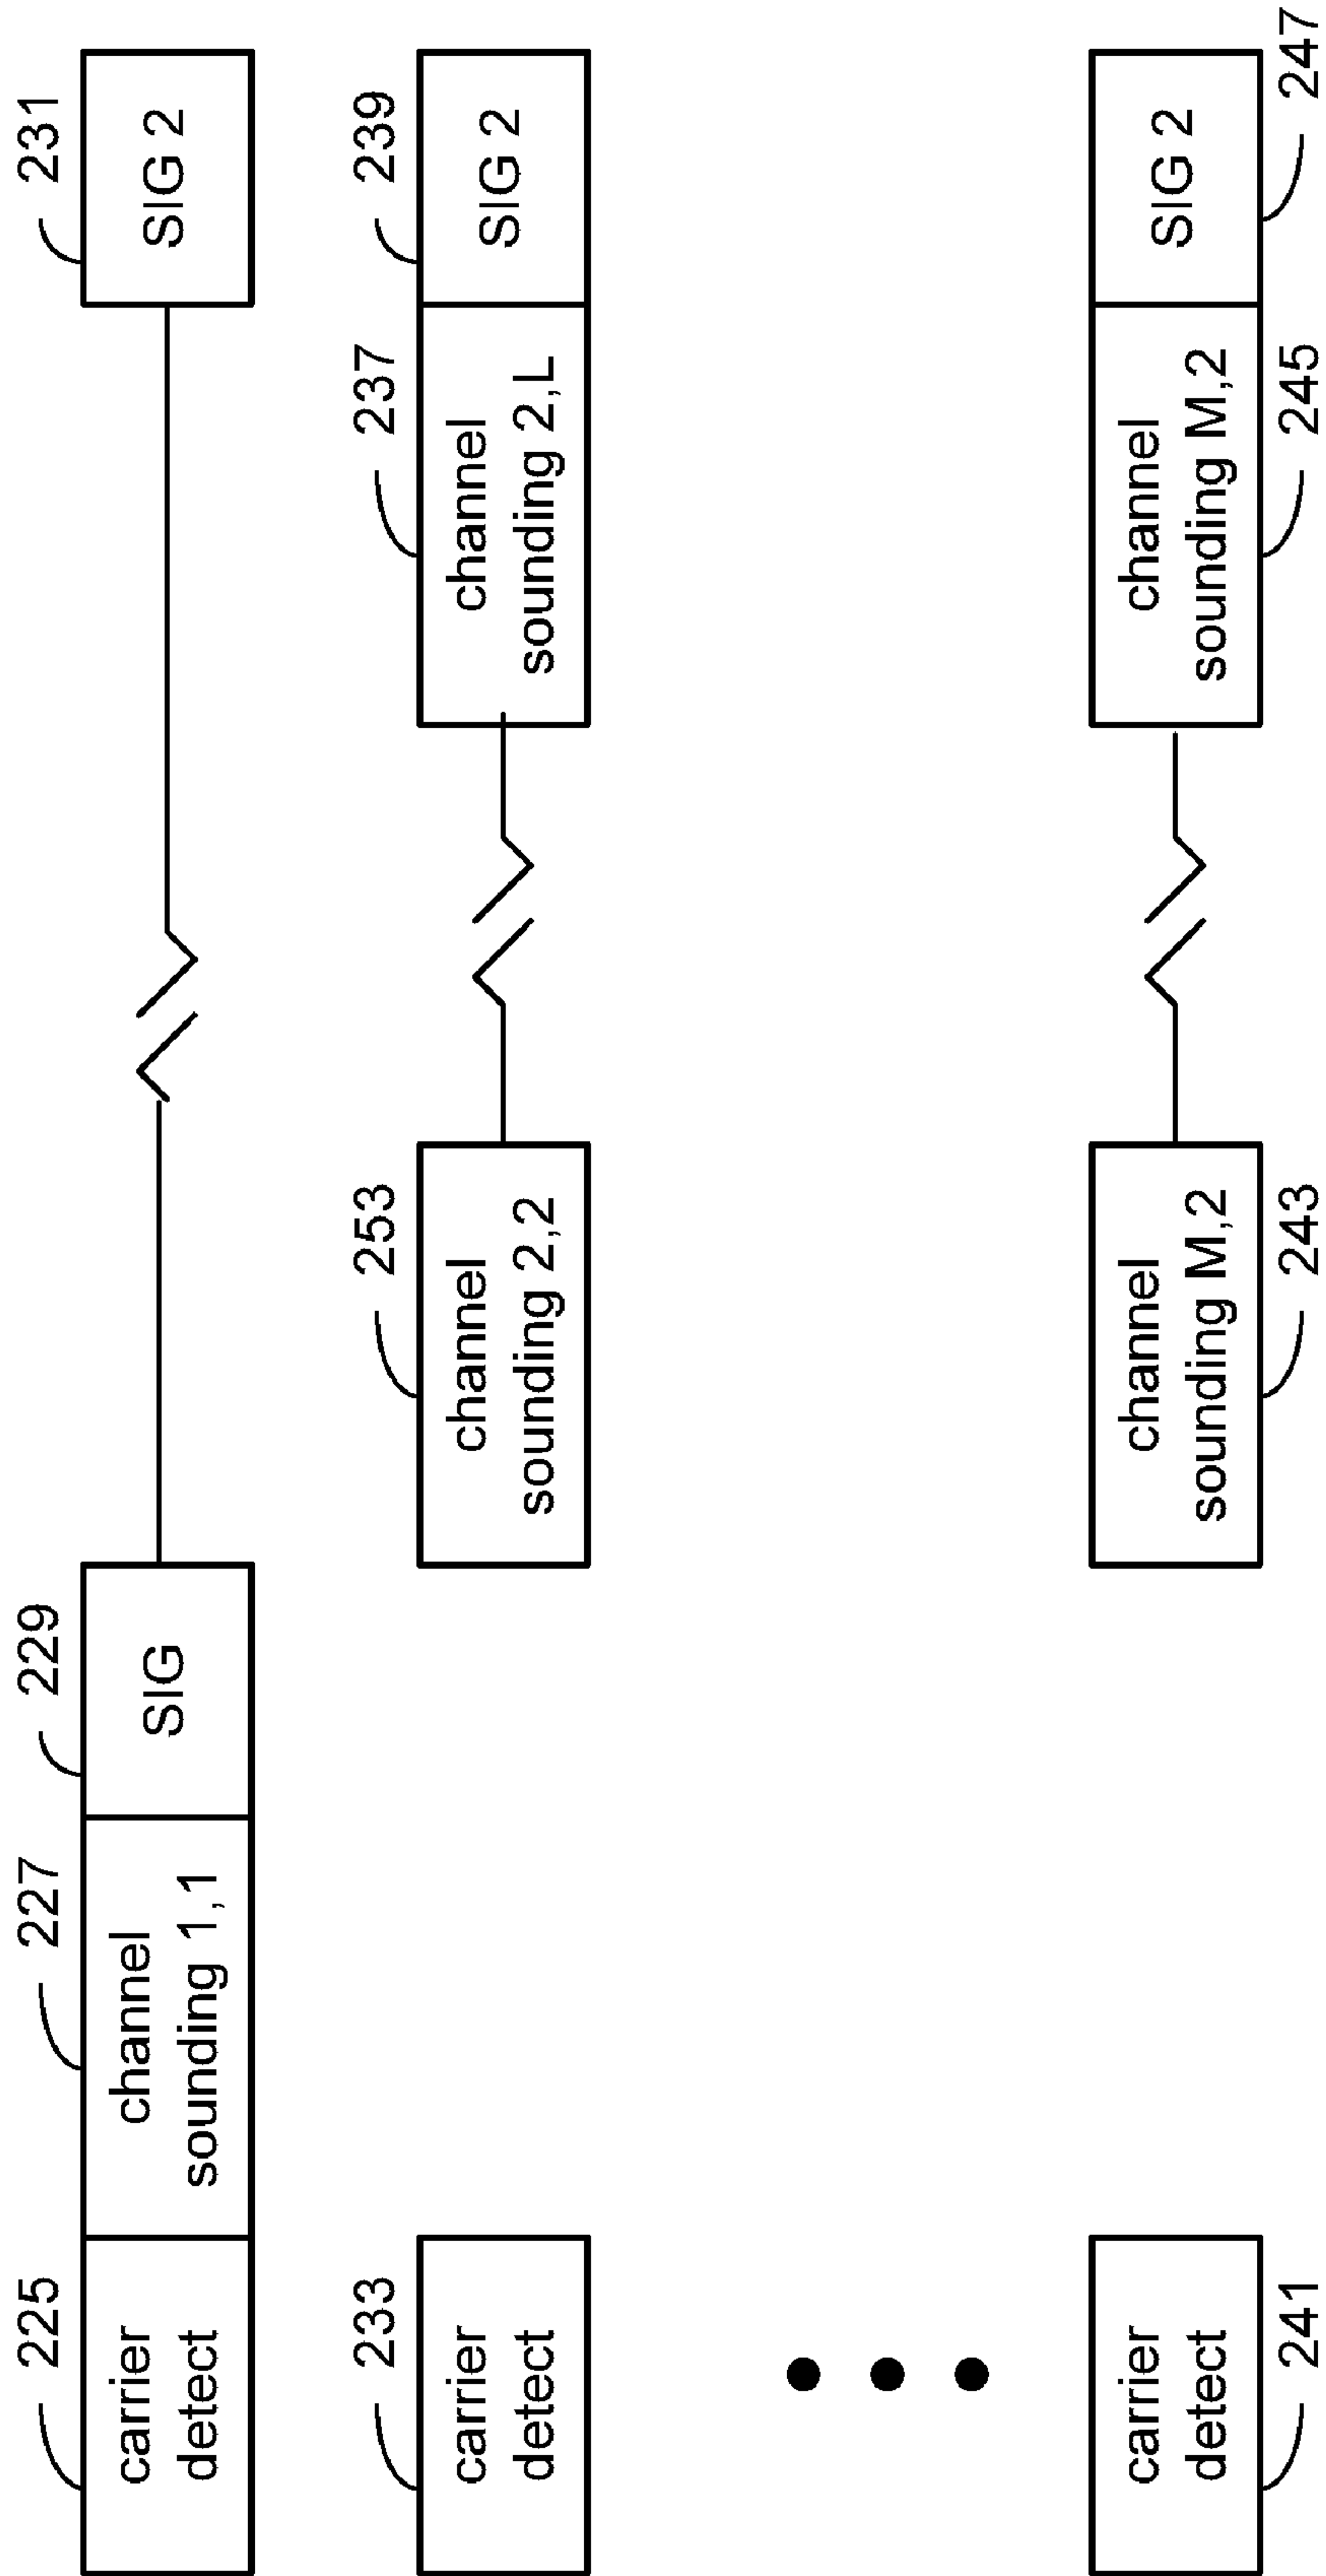 225
227
229
231
carrier
detect
channel
sounding 1,1
SIG
SIG 2
233
253
237
239
carrier
detect
channel
sounding 2,2
channel
sounding 2,L
SIG 2
carrier
detect
channel
sounding M,2
channel
sounding M,2
SIG 2
241
243
245
247